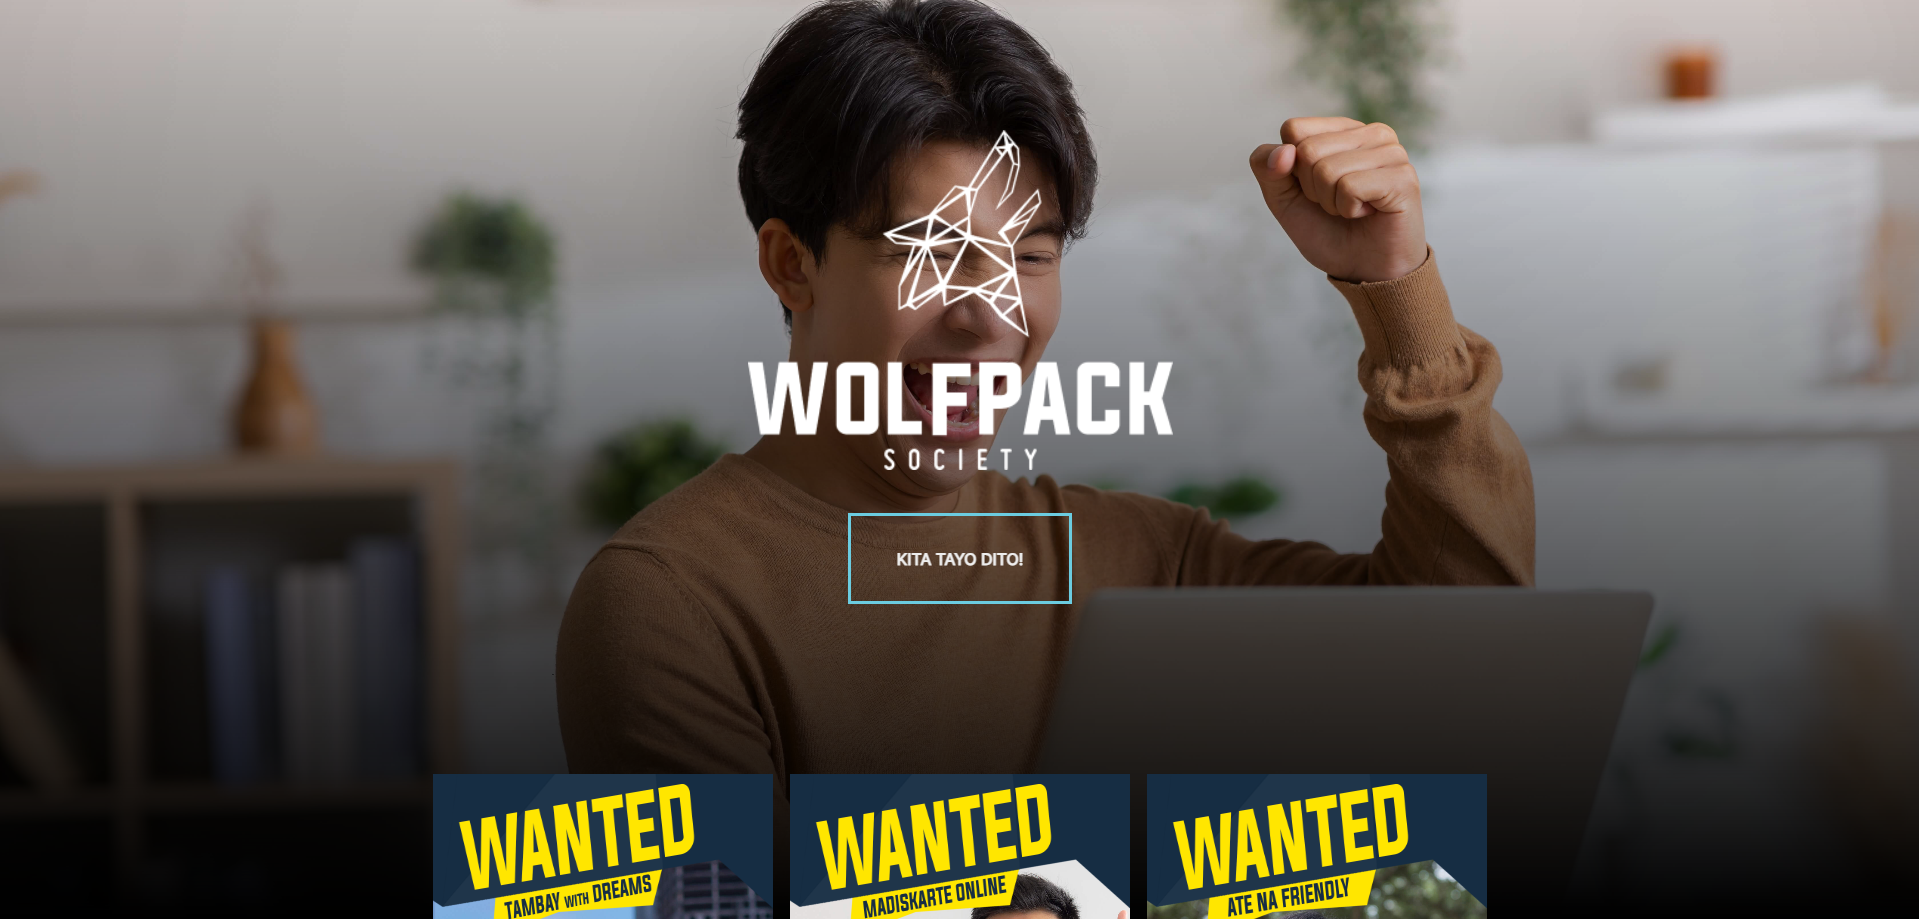 WOLFPACK
SOCIETY
KITA TAYO DITO!
WANTED
TAMBAY WITH DREAMS
WANTED
MADISKARTE ONLINE
WANTED
ATE NA FRIENDLY